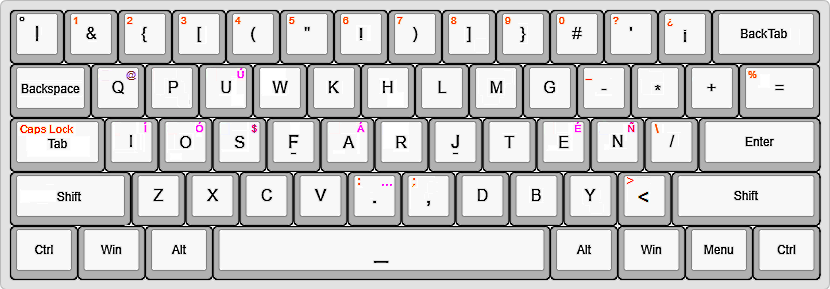 ° | 1 & 2 { 3 [ 4 ( 5 " 6 ! 7 ) 8 ] 9 } 0 # ? ' ¿ ¡ BackTab
Backspace Q @ P U Ú W K H L M G _ - * + % =
Caps Lock Tab I Í O Ó S $ F A Á R J T E É N Ñ \ / Enter
Shift Z X C V : . ... ; , D B Y > < Shift
Ctrl Win Alt _ Alt Win Menu Ctrl